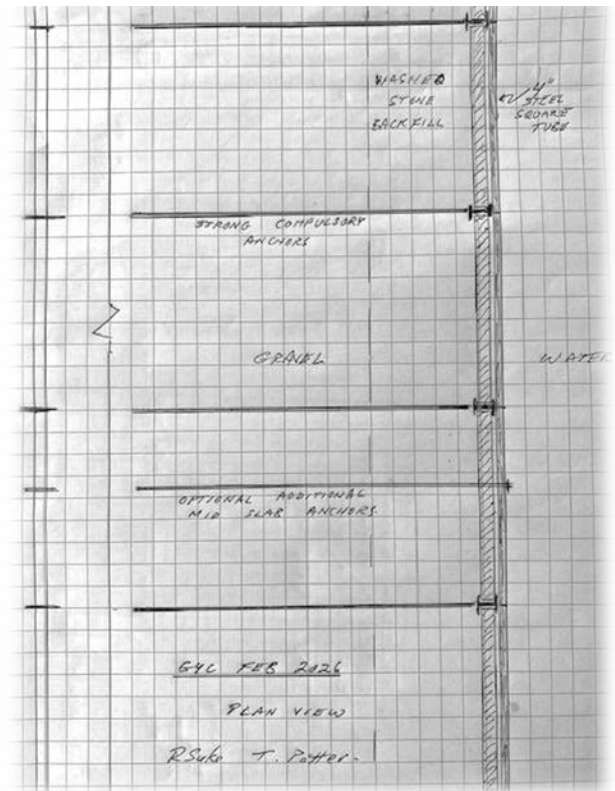 WASHED
STONE
BACKFILL
4"
STEEL
SQUARE
TUBE
STRONG COMPULSORY
ANCHORS
GRAVEL
WATER
OPTIONAL ADDITIONAL
MID SLAB ANCHORS.
GYC FEB 2026
PLAN VIEW
T. Potter.